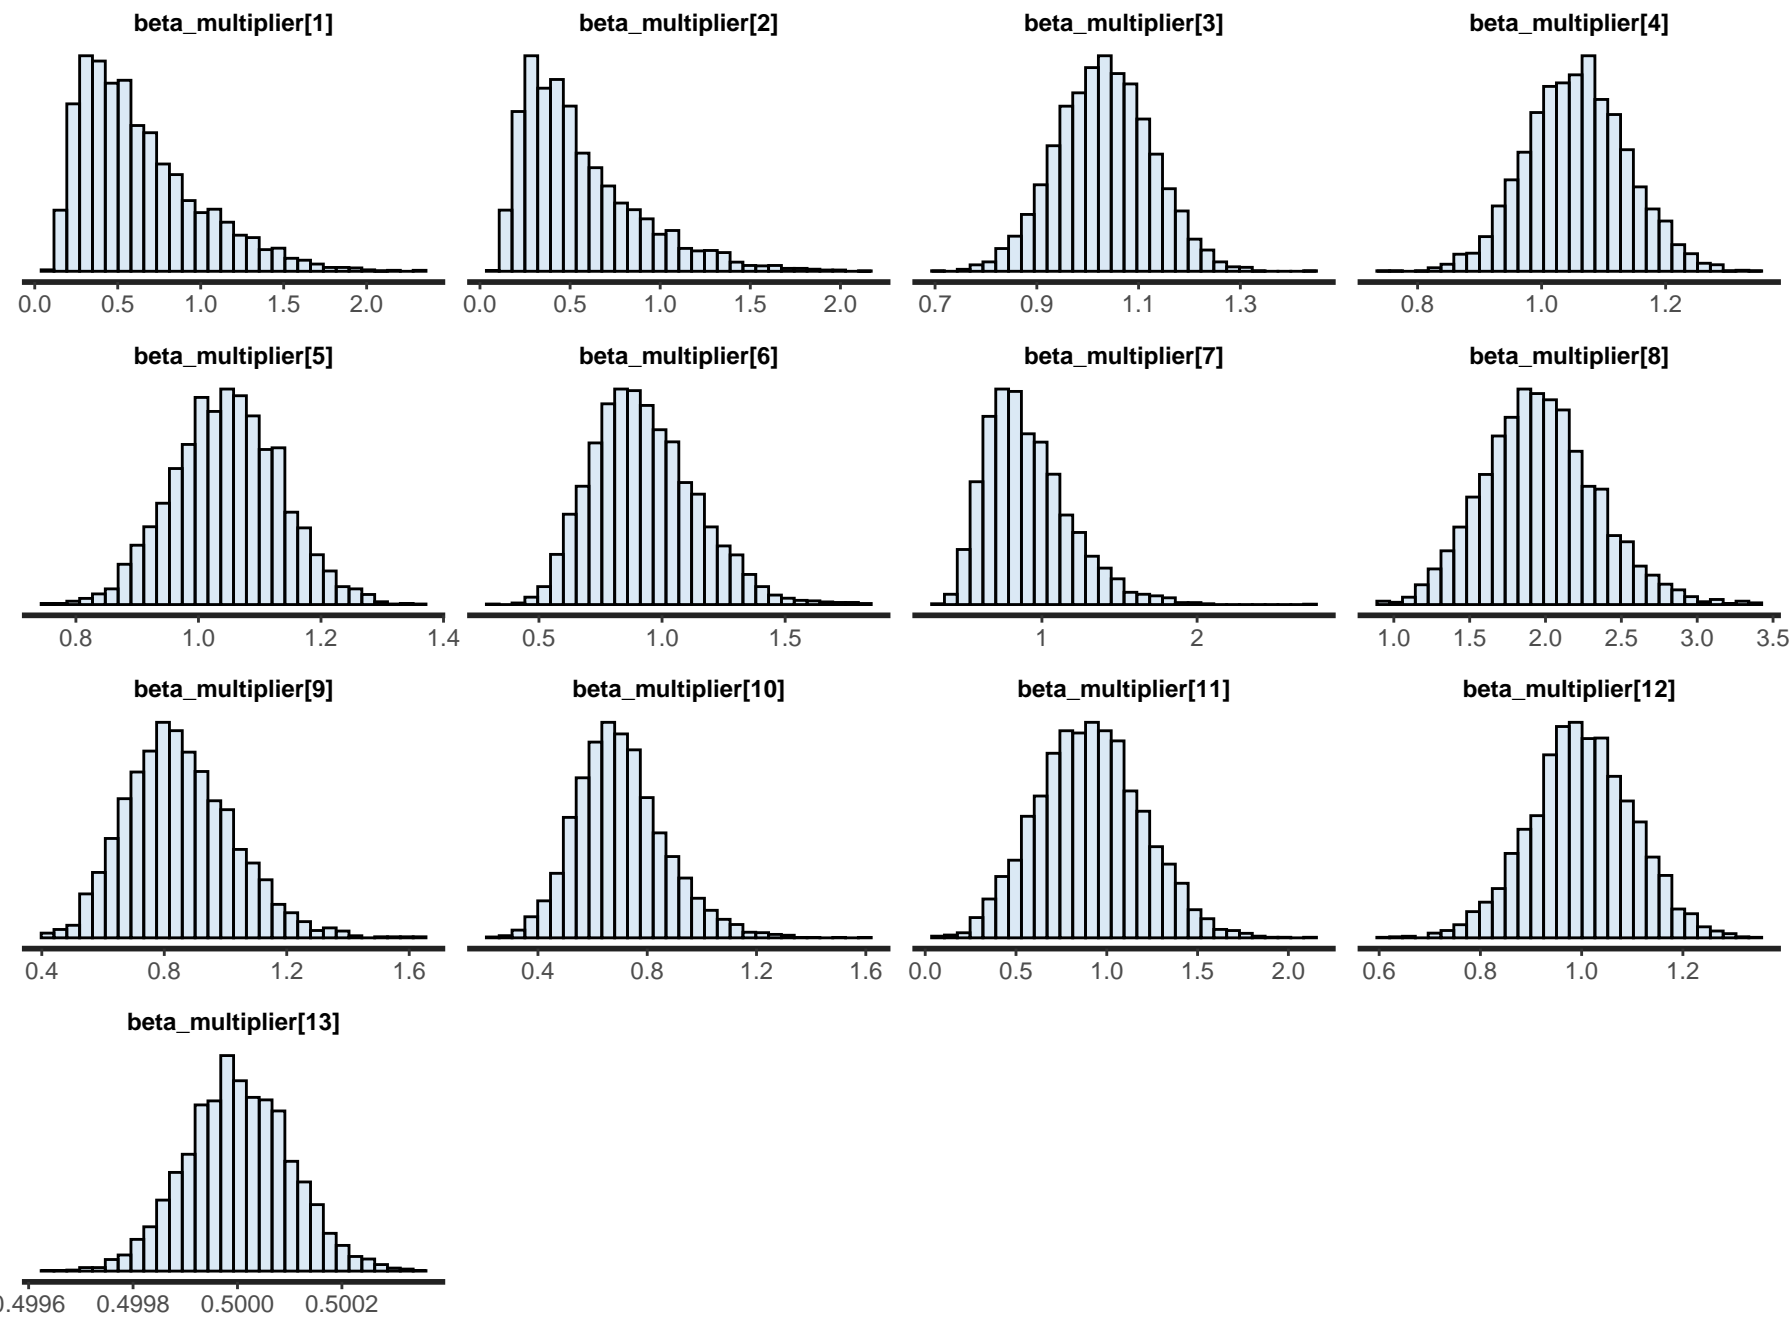 beta_multiplier[1] beta_multiplier[2] beta_multiplier[3] beta_multiplier[4]
0.0 0.5 1.0 1.5 2.0 0.0 0.5 1.0 1.5 2.0 0.7 0.9 1.1 1.3 0.8 1.0 1.2
beta_multiplier[5] beta_multiplier[6] beta_multiplier[7] beta_multiplier[8]
0.8 1.0 1.2 1.4 0.5 1.0 1.5 1 2 1.0 1.5 2.0 2.5 3.0 3.5
beta_multiplier[9] beta_multiplier[10] beta_multiplier[11] beta_multiplier[12]
0.4 0.8 1.2 1.6 0.4 0.8 1.2 1.6 0.0 0.5 1.0 1.5 2.0 0.6 0.8 1.0 1.2
beta_multiplier[13]
0.4996 0.4998 0.5000 0.5002